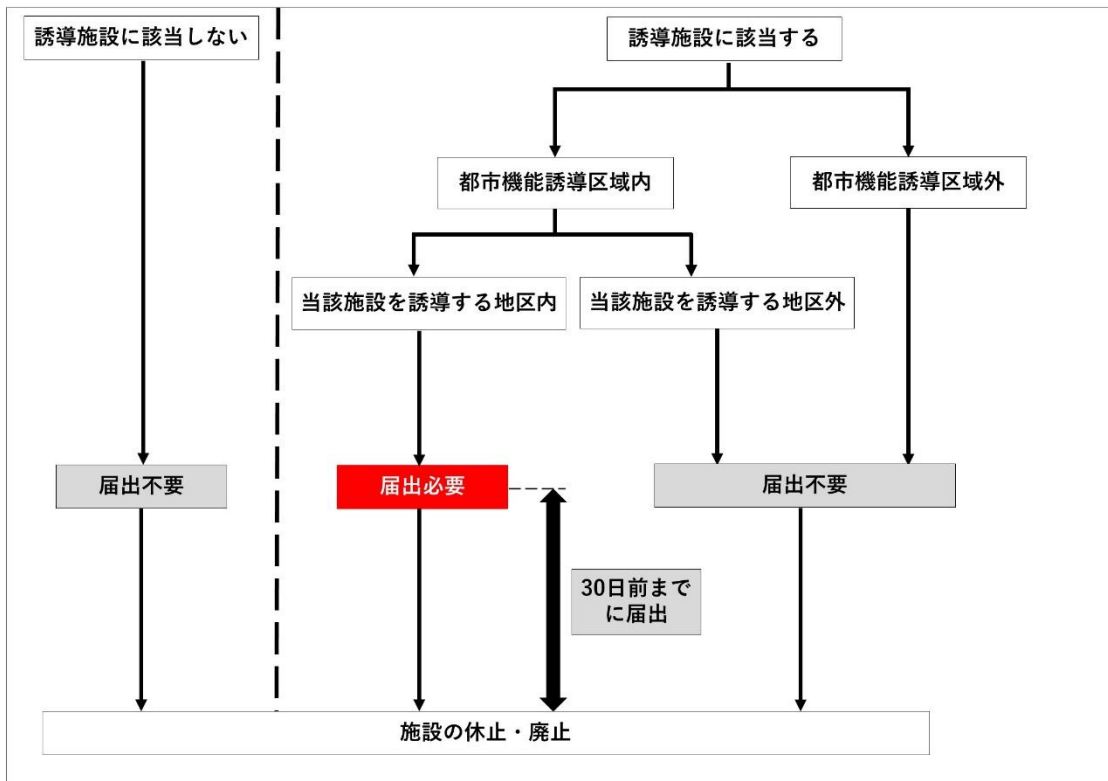 誘導施設に該当しない
誘導施設に該当する
都市機能誘導区域内
都市機能誘導区域外
当該施設を誘導する地区内
当該施設を誘導する地区外
届出不要
届出必要
届出不要
30日前まで
に届出
施設の休止・廃止